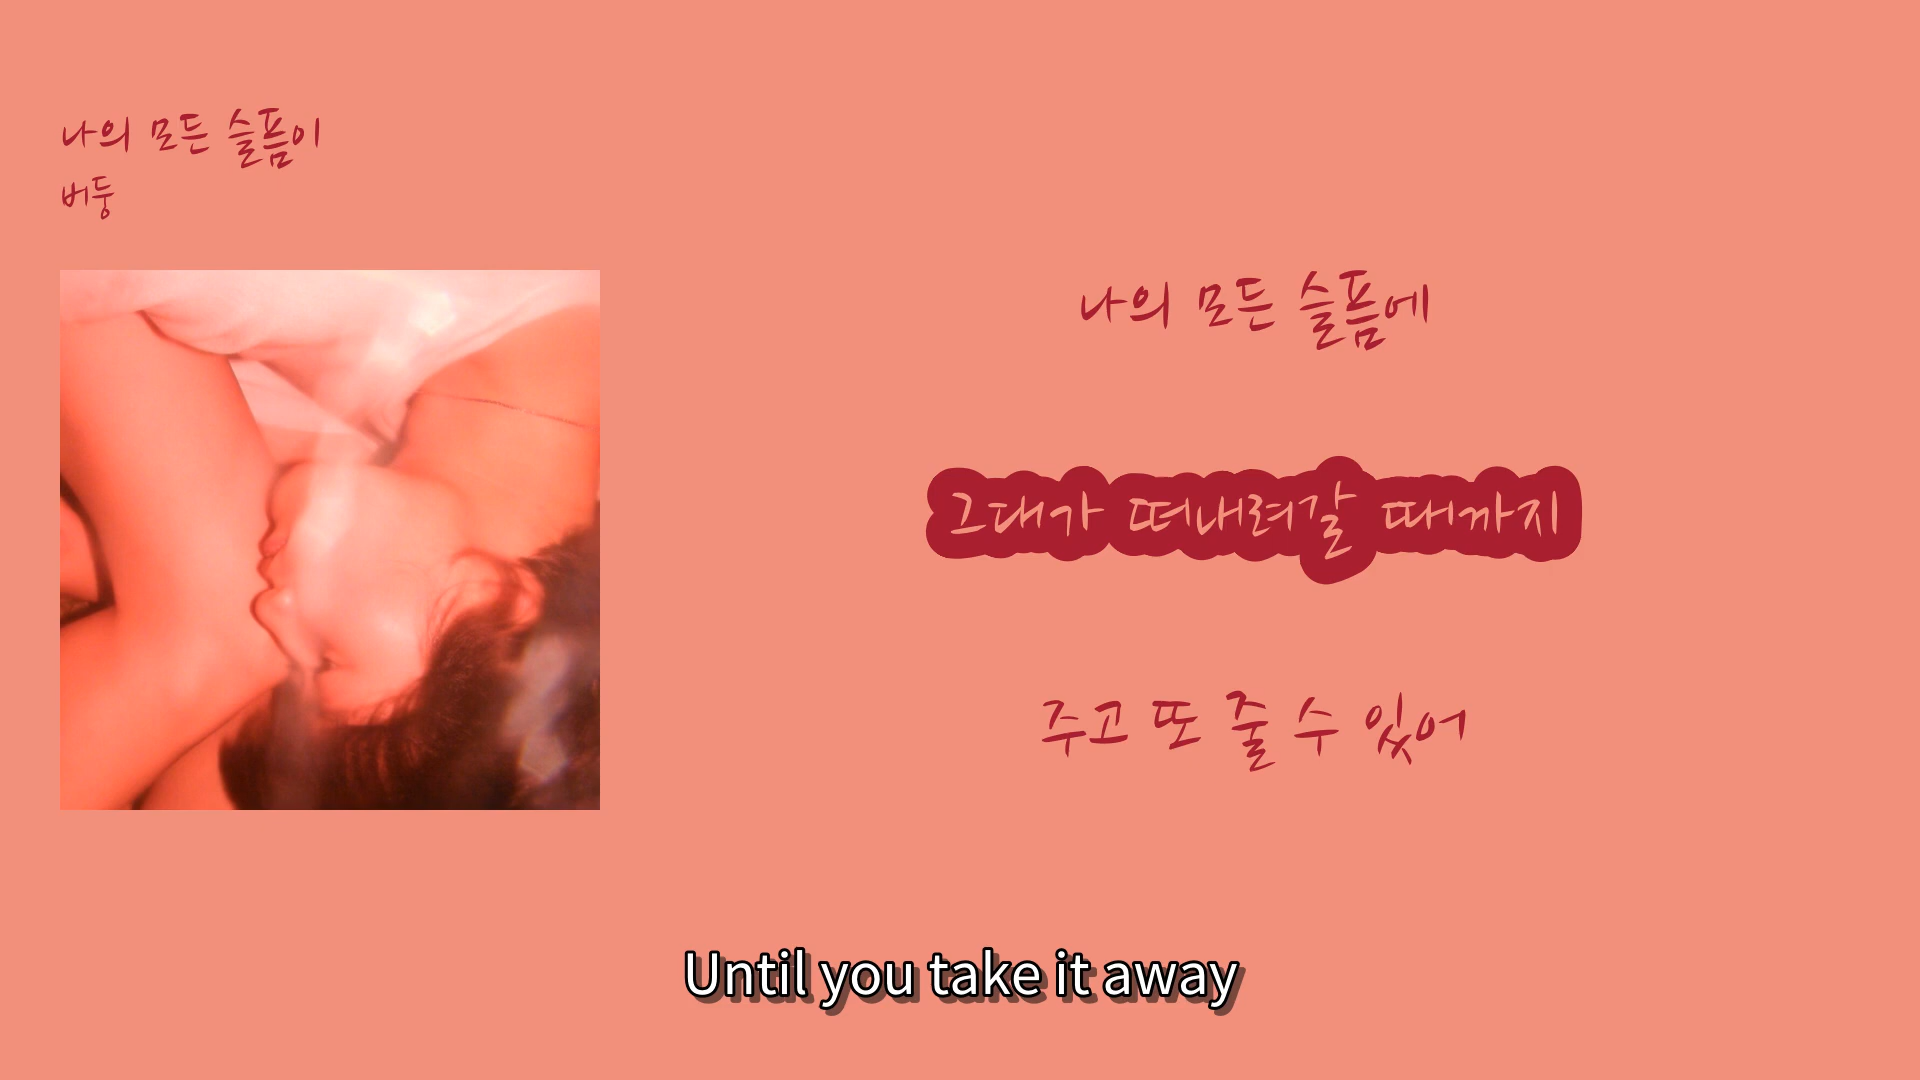 나의 모든 슬픔이
버둥
나의 모든 슬픔에
그대가 떠내려갈 때까지
주고 또 줄 수 있어
Until you take it away